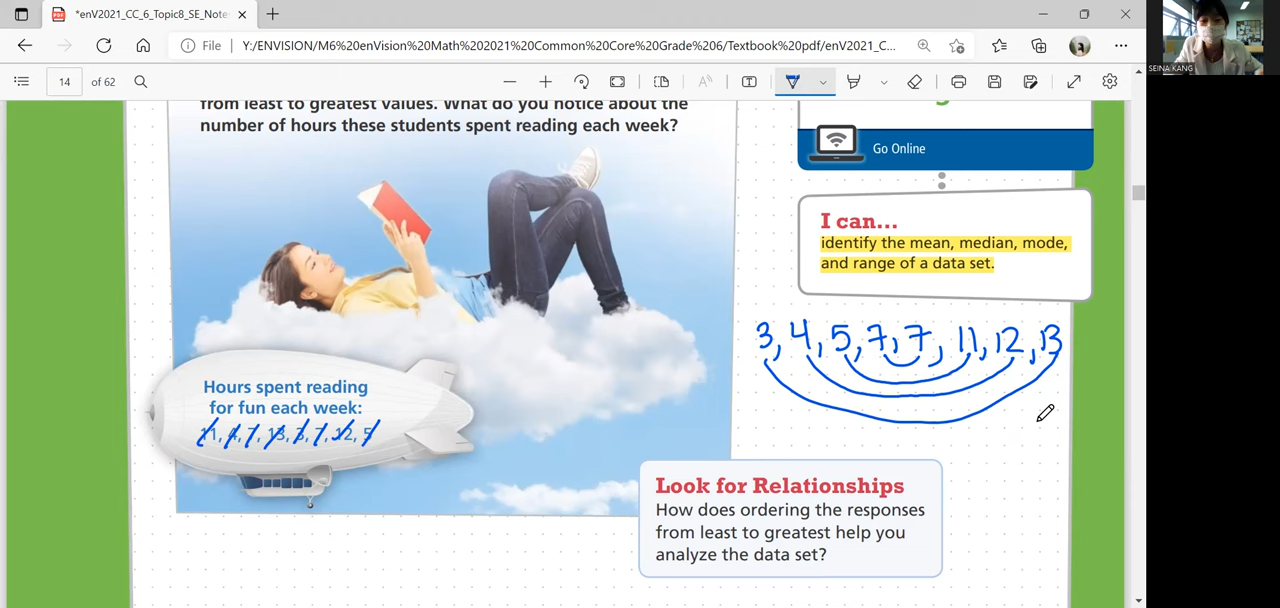 *enV2021_CC_6_Topic8_SE_Note
File Y:/ENVISION/M6%20enVision%20Math%202021%20Common%20Core%20Grade%206/Textbook%20pdf/enV2021_C...
SEINA KANG
14 of 62
from least to greatest values. What do you notice about the
number of hours these students spent reading each week?
Go Online
I can...
identify the mean, median, mode,
and range of a data set.
3, 4, 5, 7, 7, 11, 12, 13
Hours spent reading
for fun each week:
11, 4, 7, 13, 3, 7, 12, 5
Look for Relationships
How does ordering the responses
from least to greatest help you
analyze the data set?